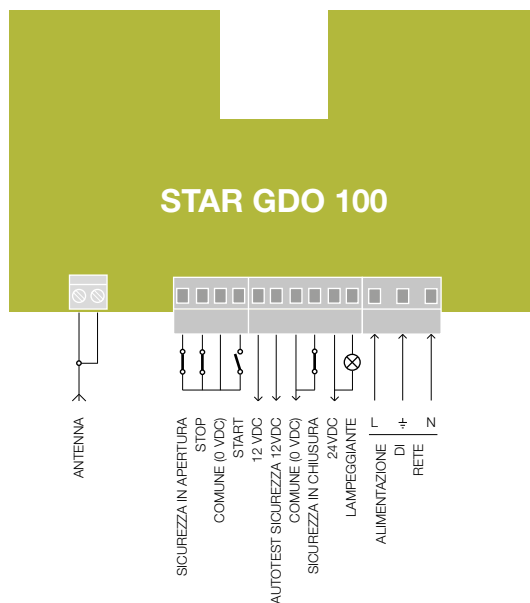 STAR GDO 100
ANTENNA
SICUREZZA IN APERTURA
STOP
COMUNE (0 VDC)
START
12 VDC
AUTOTEST SICUREZZA 12VDC
COMUNE (0 VDC)
SICUREZZA IN CHIUSURA
24VDC
LAMPEGGIANTE
L N
ALIMENTAZIONE
DI
RETE